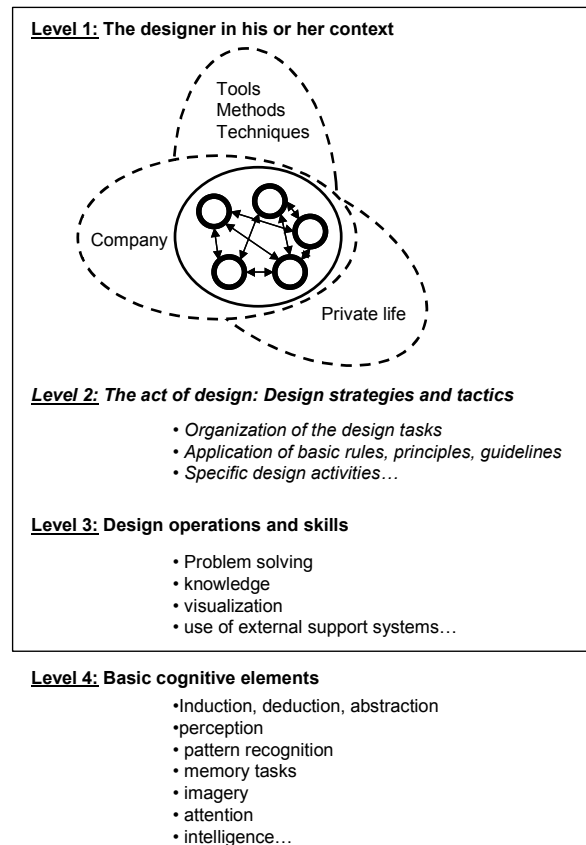 Level 1: The designer in his or her context
Tools
Methods
Techniques
Company
Private life
Level 2: The act of design: Design strategies and tactics
• Organization of the design tasks
• Application of basic rules, principles, guidelines
• Specific design activities…
Level 3: Design operations and skills
• Problem solving
• knowledge
• visualization
• use of external support systems…
Level 4: Basic cognitive elements
•Induction, deduction, abstraction
•perception
• pattern recognition
• memory tasks
• imagery
• attention
• intelligence…